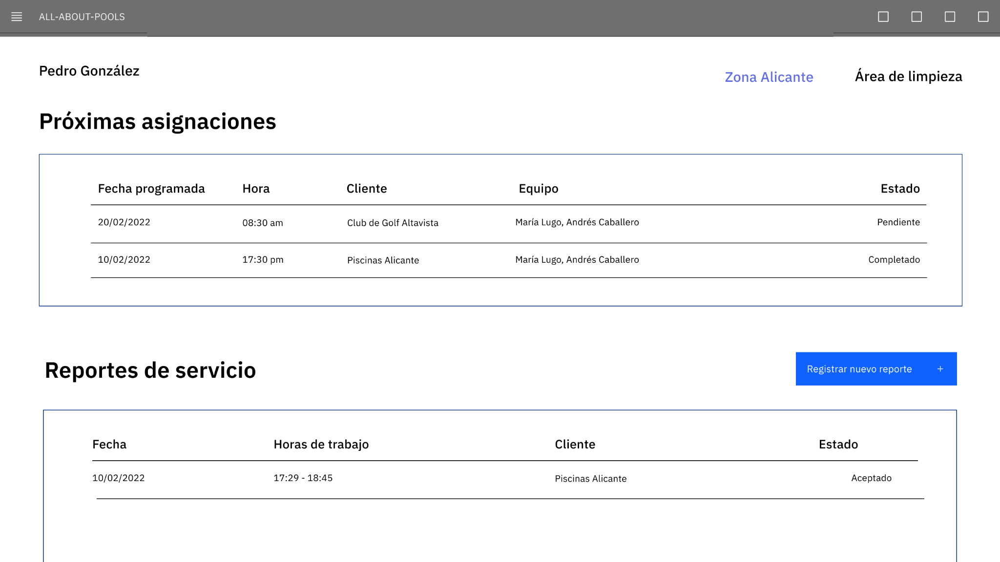 ALL-ABOUT-POOLS
Pedro González
Zona Alicante
Área de limpieza
Próximas asignaciones
Fecha programada Hora Cliente Equipo Estado
20/02/2022 08:30 am Club de Golf Altavista María Lugo, Andrés Caballero Pendiente
10/02/2022 17:30 pm Piscinas Alicante María Lugo, Andrés Caballero Completado
Reportes de servicio
Registrar nuevo reporte +
Fecha Horas de trabajo Cliente Estado
10/02/2022 17:29 - 18:45 Piscinas Alicante Aceptado